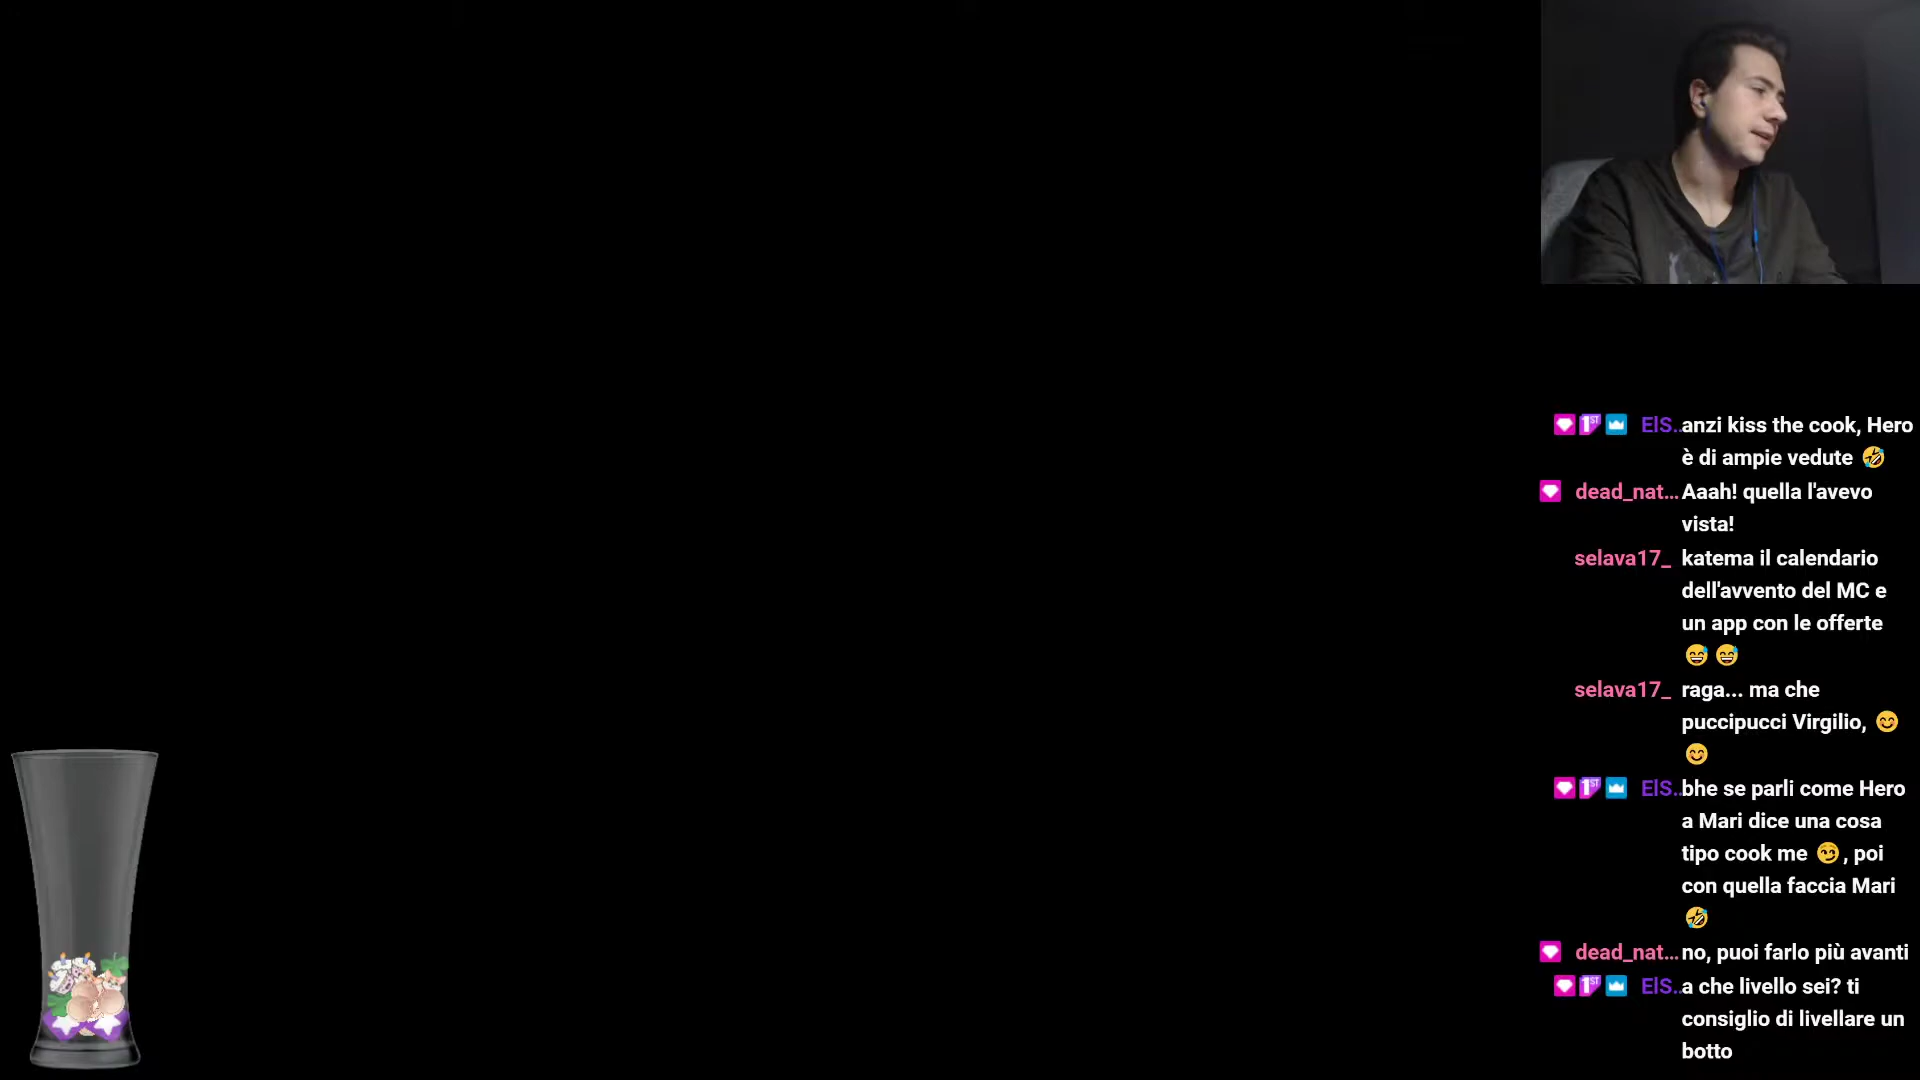 ElS.. anzi kiss the cook, Hero
è di ampie vedute 🤣
dead_nat... Aaah! quella l'avevo
vista!
selava17_ katema il calendario
dell'avvento del MC e
un app con le offerte
😅 😅
selava17_ raga... ma che
puccipucci Virgilio, 😊
😊
ElS.. bhe se parli come Hero
a Mari dice una cosa
tipo cook me 😏, poi
con quella faccia Mari
🤣
dead_nat... no, puoi farlo più avanti
ElS.. a che livello sei? ti
consiglio di livellare un
botto